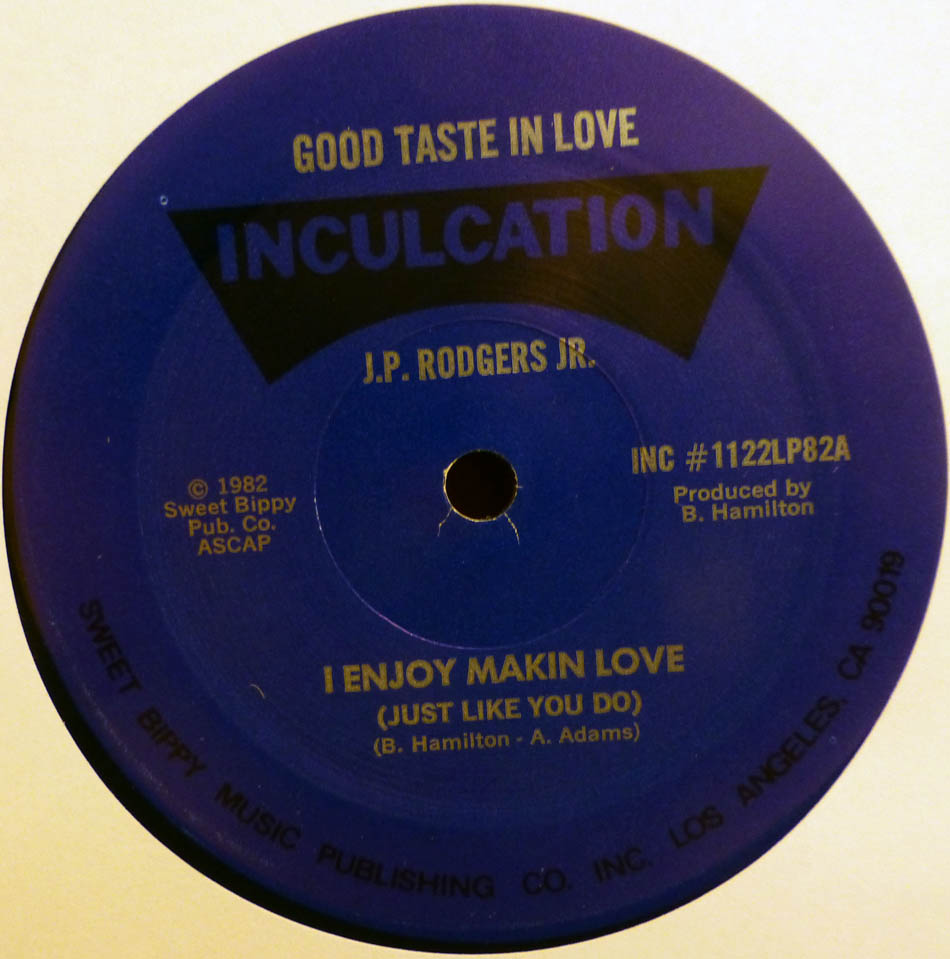 GOOD TASTE IN LOVE
INCULCATION
J.P. RODGERS JR.
INC #1122LP82A
Produced by
B. Hamilton
© 1982
Sweet Bippy
Pub. Co.
ASCAP
I ENJOY MAKIN LOVE
(JUST LIKE YOU DO)
(B. Hamilton - A. Adams)
SWEET BIPPY MUSIC PUBLISHING CO. INC. LOS ANGELES, CA 90019